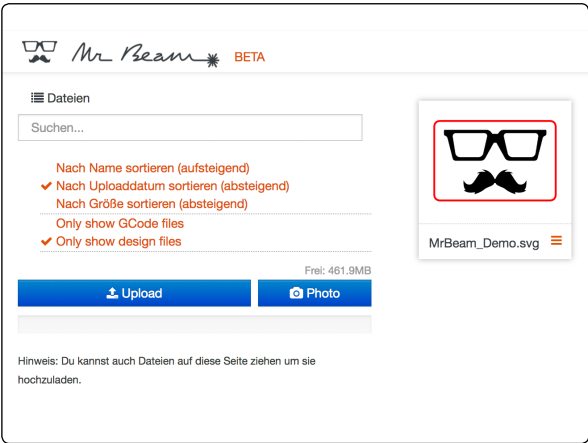 Mr Beam BETA
Dateien
Suchen...
Nach Name sortieren (aufsteigend)
Nach Uploaddatum sortieren (absteigend)
Nach Größe sortieren (absteigend)
Only show GCode files
Only show design files
Frei: 461.9MB
Upload
Photo
Hinweis: Du kannst auch Dateien auf diese Seite ziehen um sie
hochzuladen.
MrBeam_Demo.svg